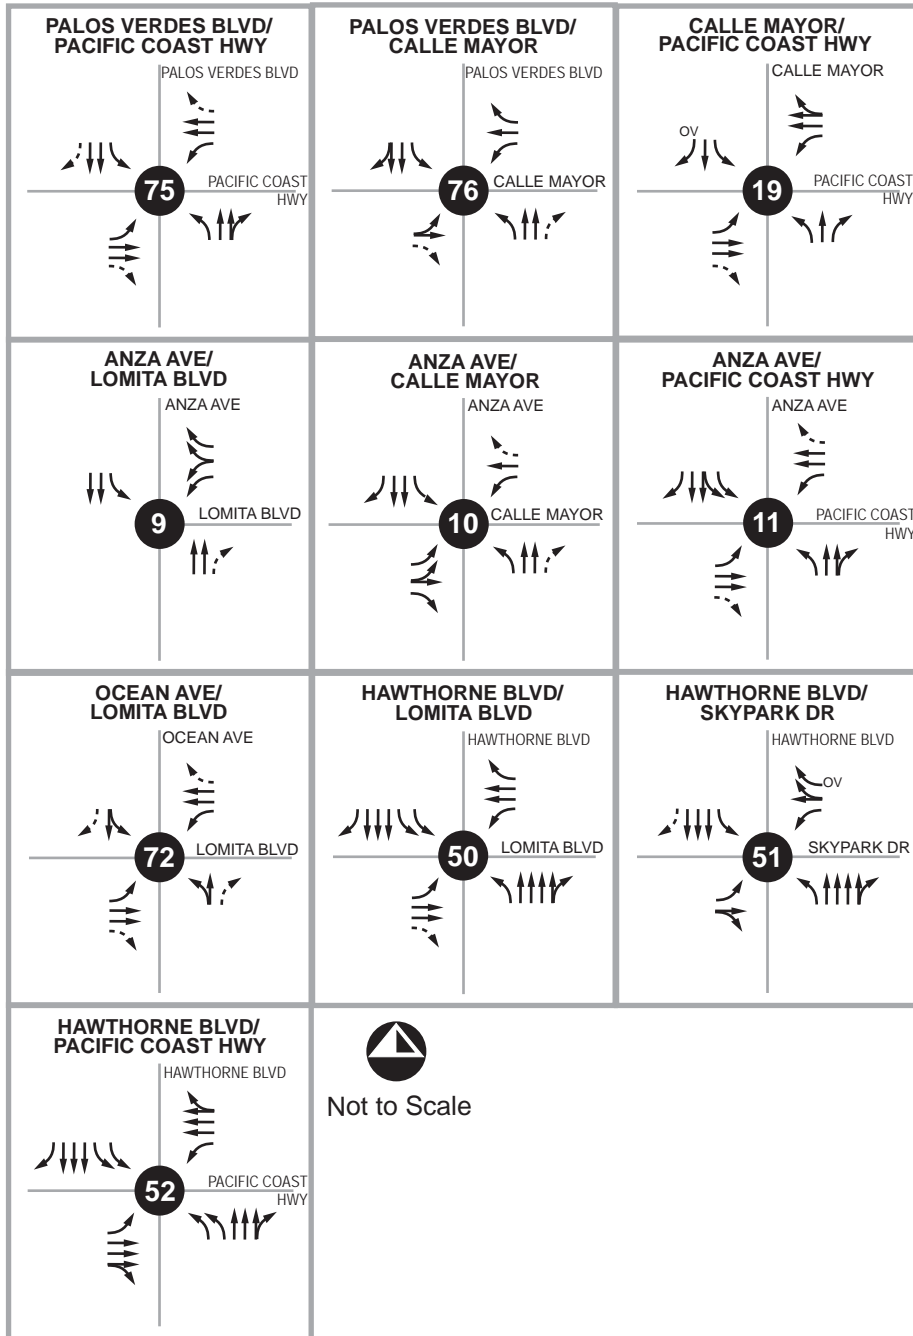 PALOS VERDES BLVD/
PACIFIC COAST HWY
PALOS VERDES BLVD
75
PACIFIC COAST
HWY
PALOS VERDES BLVD/
CALLE MAYOR
PALOS VERDES BLVD
76
CALLE MAYOR
CALLE MAYOR/
PACIFIC COAST HWY
CALLE MAYOR
OV
19
PACIFIC COAST
HWY
ANZA AVE/
LOMITA BLVD
ANZA AVE
9
LOMITA BLVD
ANZA AVE/
CALLE MAYOR
ANZA AVE
10
CALLE MAYOR
ANZA AVE/
PACIFIC COAST HWY
ANZA AVE
11
PACIFIC COAST
HWY
OCEAN AVE/
LOMITA BLVD
OCEAN AVE
72
LOMITA BLVD
HAWTHORNE BLVD/
LOMITA BLVD
HAWTHORNE BLVD
50
LOMITA BLVD
HAWTHORNE BLVD/
SKYPARK DR
HAWTHORNE BLVD
OV
51
SKYPARK DR
HAWTHORNE BLVD/
PACIFIC COAST HWY
HAWTHORNE BLVD
52
PACIFIC COAST
HWY
Not to Scale